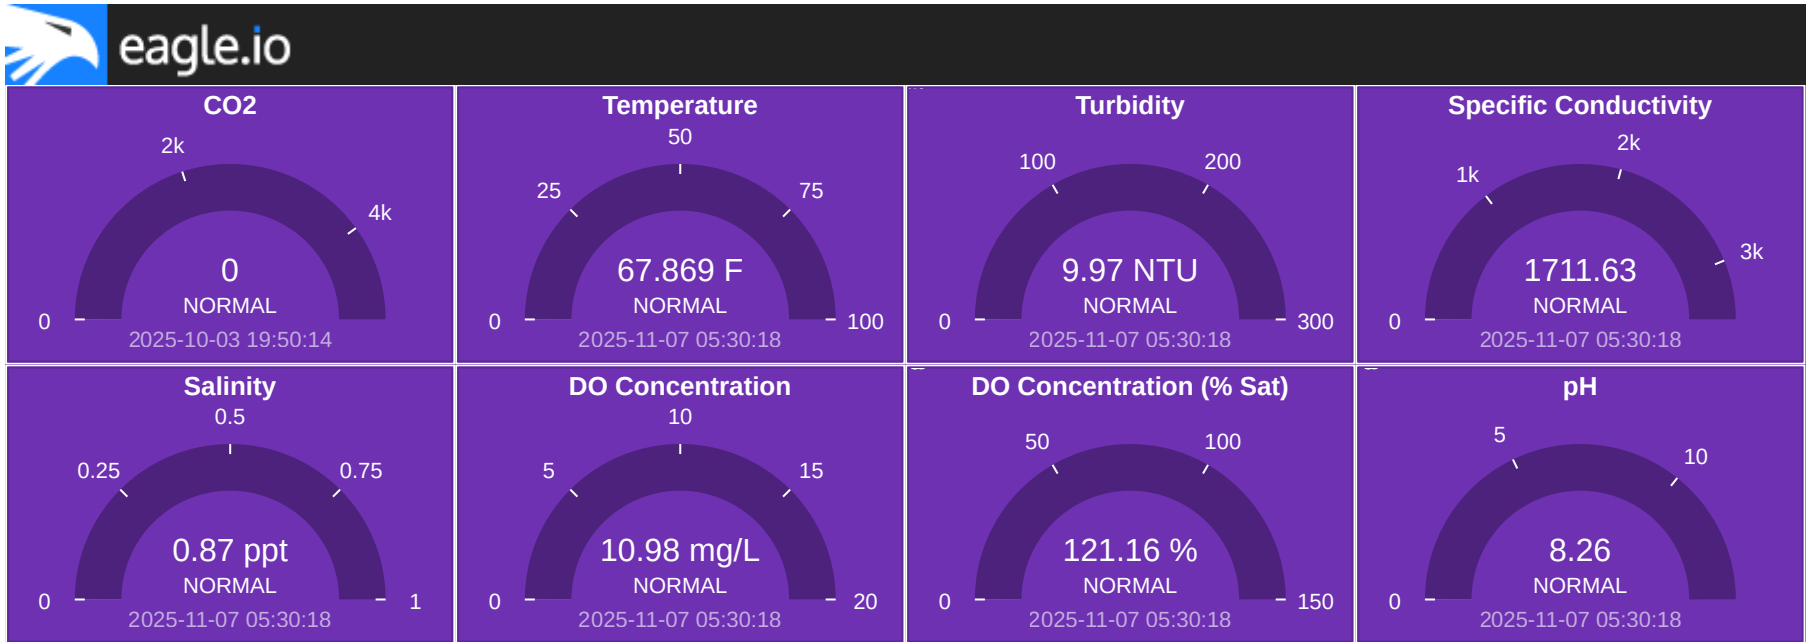 eagle.io
CO2
2k
4k
0
0
NORMAL
2025-10-03 19:50:14
Temperature
50
25
75
67.869 F
NORMAL
0
100
2025-11-07 05:30:18
Turbidity
100
200
9.97 NTU
NORMAL
0
300
2025-11-07 05:30:18
Specific Conductivity
2k
1k
3k
1711.63
NORMAL
0
2025-11-07 05:30:18
Salinity
0.5
0.25
0.75
0.87 ppt
NORMAL
0
1
2025-11-07 05:30:18
DO Concentration
10
5
15
10.98 mg/L
NORMAL
0
20
2025-11-07 05:30:18
DO Concentration (% Sat)
50
100
121.16 %
NORMAL
0
150
2025-11-07 05:30:18
pH
5
10
8.26
NORMAL
0
2025-11-07 05:30:18